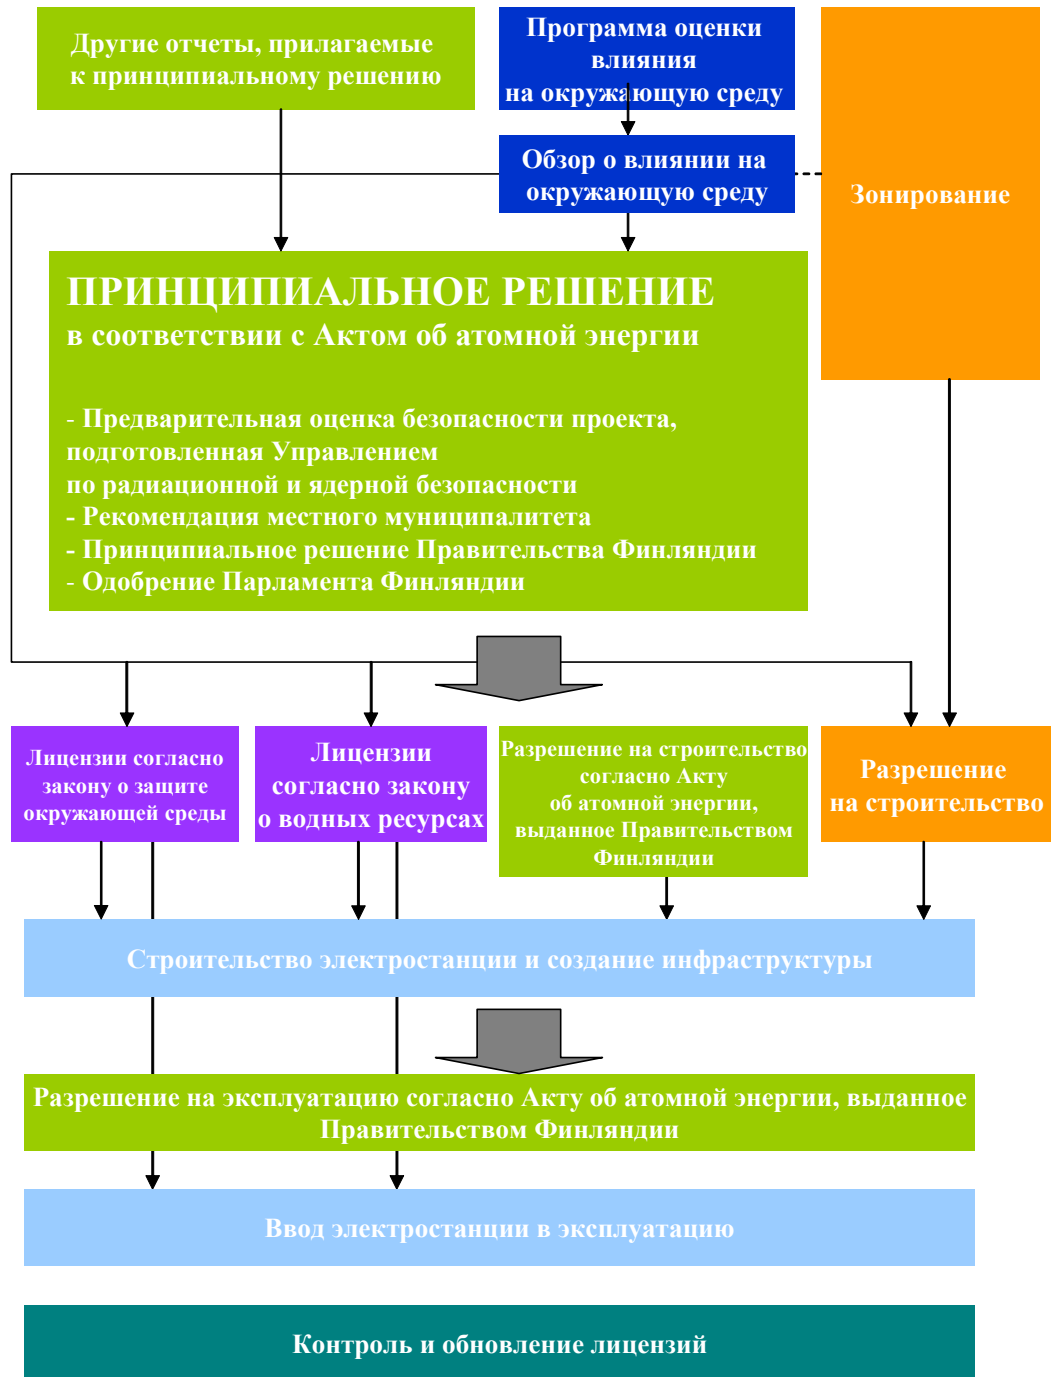 Другие отчеты, прилагаемые
к принципиальному решению
Программа оценки
влияния
на окружающую среду
Обзор о влиянии на
окружающую среду
Зонирование
ПРИНЦИПИАЛЬНОЕ РЕШЕНИЕ
в соответствии с Актом об атомной энергии
- Предварительная оценка безопасности проекта,
подготовленная Управлением
по радиационной и ядерной безопасности
- Рекомендация местного муниципалитета
- Принципиальное решение Правительства Финляндии
- Одобрение Парламента Финляндии
Лицензии согласно
закону о защите
окружающей среды
Лицензии
согласно закону
о водных ресурсах
Разрешение на строительство
согласно Акту
об атомной энергии,
выданное Правительством
Финляндии
Разрешение
на строительство
Строительство электростанции и создание инфраструктуры
Разрешение на эксплуатацию согласно Акту об атомной энергии, выданное
Правительством Финляндии
Ввод электростанции в эксплуатацию
Контроль и обновление лицензий